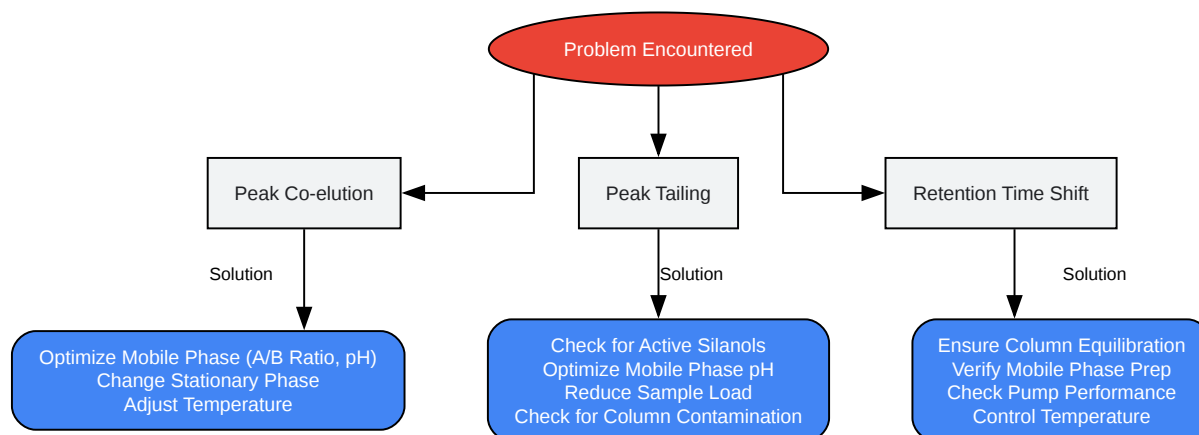 Problem Encountered
Peak Co-elution
Peak Tailing
Retention Time Shift
Solution
Solution
Solution
Optimize Mobile Phase (A/B Ratio, pH)
Change Stationary Phase
Adjust Temperature
Check for Active Silanols
Optimize Mobile Phase pH
Reduce Sample Load
Check for Column Contamination
Ensure Column Equilibration
Verify Mobile Phase Prep
Check Pump Performance
Control Temperature